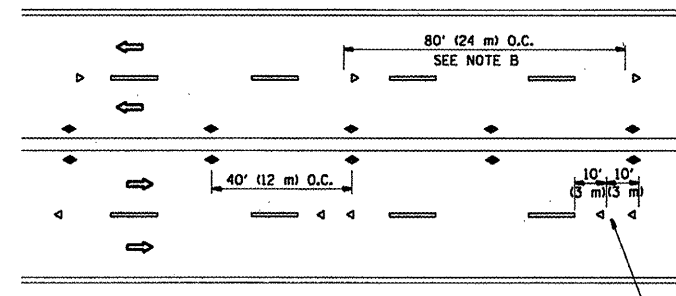 80' (24 m) O.C.
SEE NOTE B
40' (12 m) O.C.
10' 10'
(3 m) (3 m)